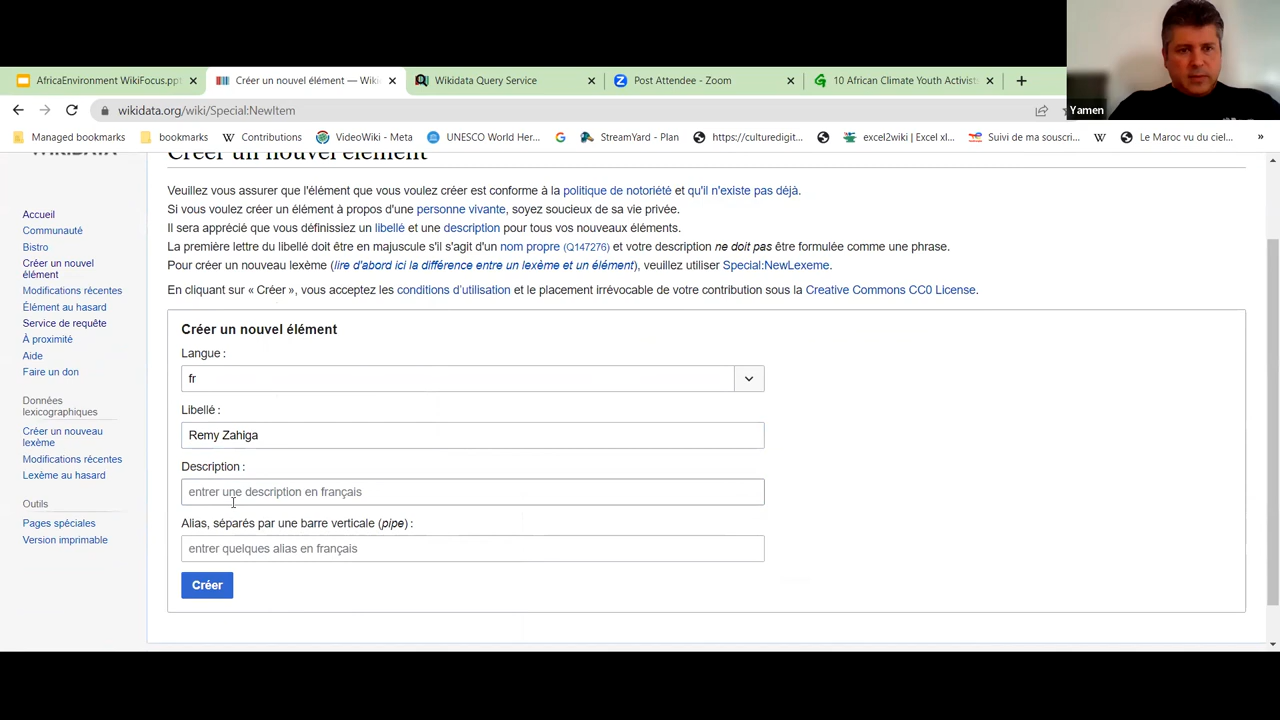 AfricaEnvironment WikiFocus.ppt
Créer un nouvel élément — Wiki
Wikidata Query Service
Post Attendee - Zoom
10 African Climate Youth Activist
wikidata.org/wiki/Special:NewItem
Managed bookmarks
bookmarks
Contributions
VideoWiki - Meta
UNESCO World Her...
StreamYard - Plan
https://culturedigit...
excel2wiki | Excel xl...
Suivi de ma souscri...
Le Maroc vu du ciel...
»
Yamen
WIKIDATA
Créer un nouvel élément
Veuillez vous assurer que l'élément que vous voulez créer est conforme à la politique de notoriété et qu'il n'existe pas déjà.
Si vous voulez créer un élément à propos d'une personne vivante, soyez soucieux de sa vie privée.
Il sera apprécié que vous définissiez un libellé et une description pour tous vos nouveaux éléments.
La première lettre du libellé doit être en majuscule s'il s'agit d'un nom propre (Q147276) et votre description ne doit pas être formulée comme une phrase.
Pour créer un nouveau lexème (lire d'abord ici la différence entre un lexème et un élément), veuillez utiliser Special:NewLexeme.
En cliquant sur « Créer », vous acceptez les conditions d'utilisation et le placement irrévocable de votre contribution sous la Creative Commons CC0 License.
Accueil
Communauté
Bistro
Créer un nouvel
élément
Modifications récentes
Élément au hasard
Service de requête
À proximité
Aide
Faire un don
Données
lexicographiques
Créer un nouveau
lexème
Modifications récentes
Lexème au hasard
Outils
Pages spéciales
Version imprimable
Créer un nouvel élément
Langue :
fr
Libellé :
Remy Zahiga
Description :
entrer une description en français
Alias, séparés par une barre verticale (pipe) :
entrer quelques alias en français
Créer